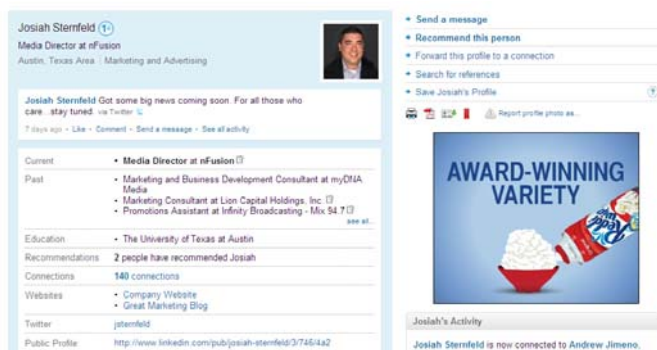 Josiah Sternfeld 1st
Media Director at nFusion
Austin, Texas Area | Marketing and Advertising
Josiah Sternfeld Got some big news coming soon. For all those who
care...stay tuned. via Twitter
7 days ago • Like • Comment • Send a message • See all activity
Current
• Media Director at nFusion
Past
• Marketing and Business Development Consultant at myDNA
Media
• Marketing Consultant at Lion Capital Holdings, Inc.
• Promotions Assistant at Infinity Broadcasting - Mix 94.7
see all...
Education
• The University of Texas at Austin
Recommendations
2 people have recommended Josiah
Connections
140 connections
Websites
• Company Website
• Great Marketing Blog
Twitter
jsternfeld
Public Profile
http://www.linkedin.com/pub/josiah-sternfeld/3/746/4a2
Send a message
Recommend this person
Forward this profile to a connection
Search for references
Save Josiah's Profile
Report profile photo as...
AWARD-WINNING
VARIETY
Reddi
wip
Josiah's Activity
Josiah Sternfeld is now connected to Andrew Jimeno.